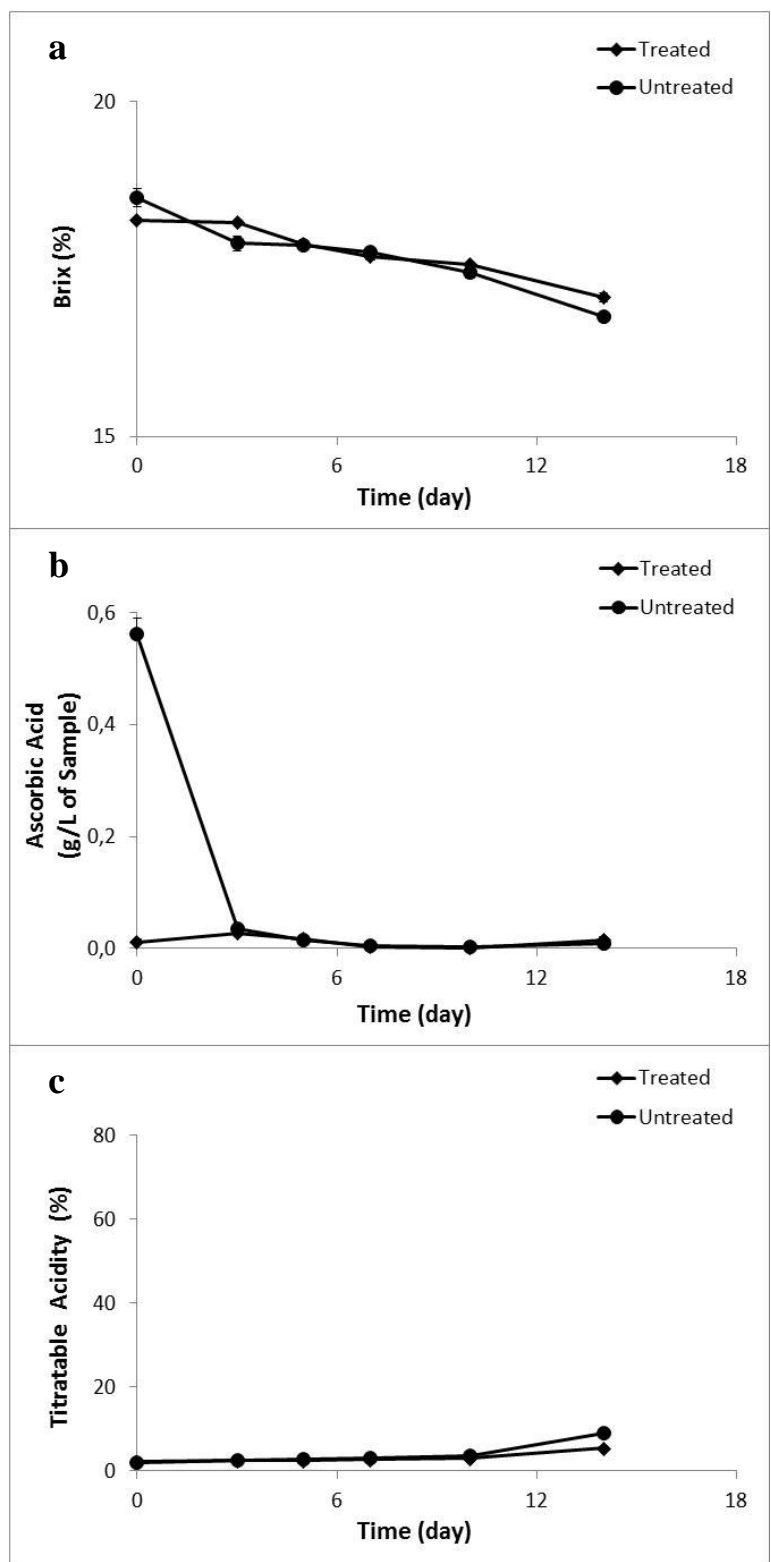 a
Treated
Untreated
20
Brix (%)
15
0 6 12 18
Time (day)
b
Treated
Untreated
0,6
0,4
Ascorbic Acid
(g/L of Sample)
0,2
0,0
0 6 12 18
Time (day)
c
Treated
Untreated
80
60
Titratable Acidity (%)
40
20
0
0 6 12 18
Time (day)